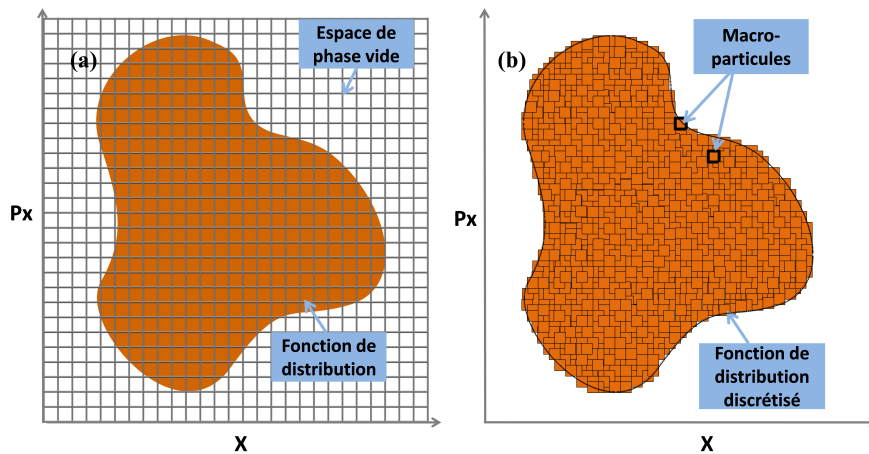 (a)
Espace de
phase vide
Px
Fonction de
distribution
X
(b)
Macro-
particules
Px
Fonction de
distribution
discrétisé
X